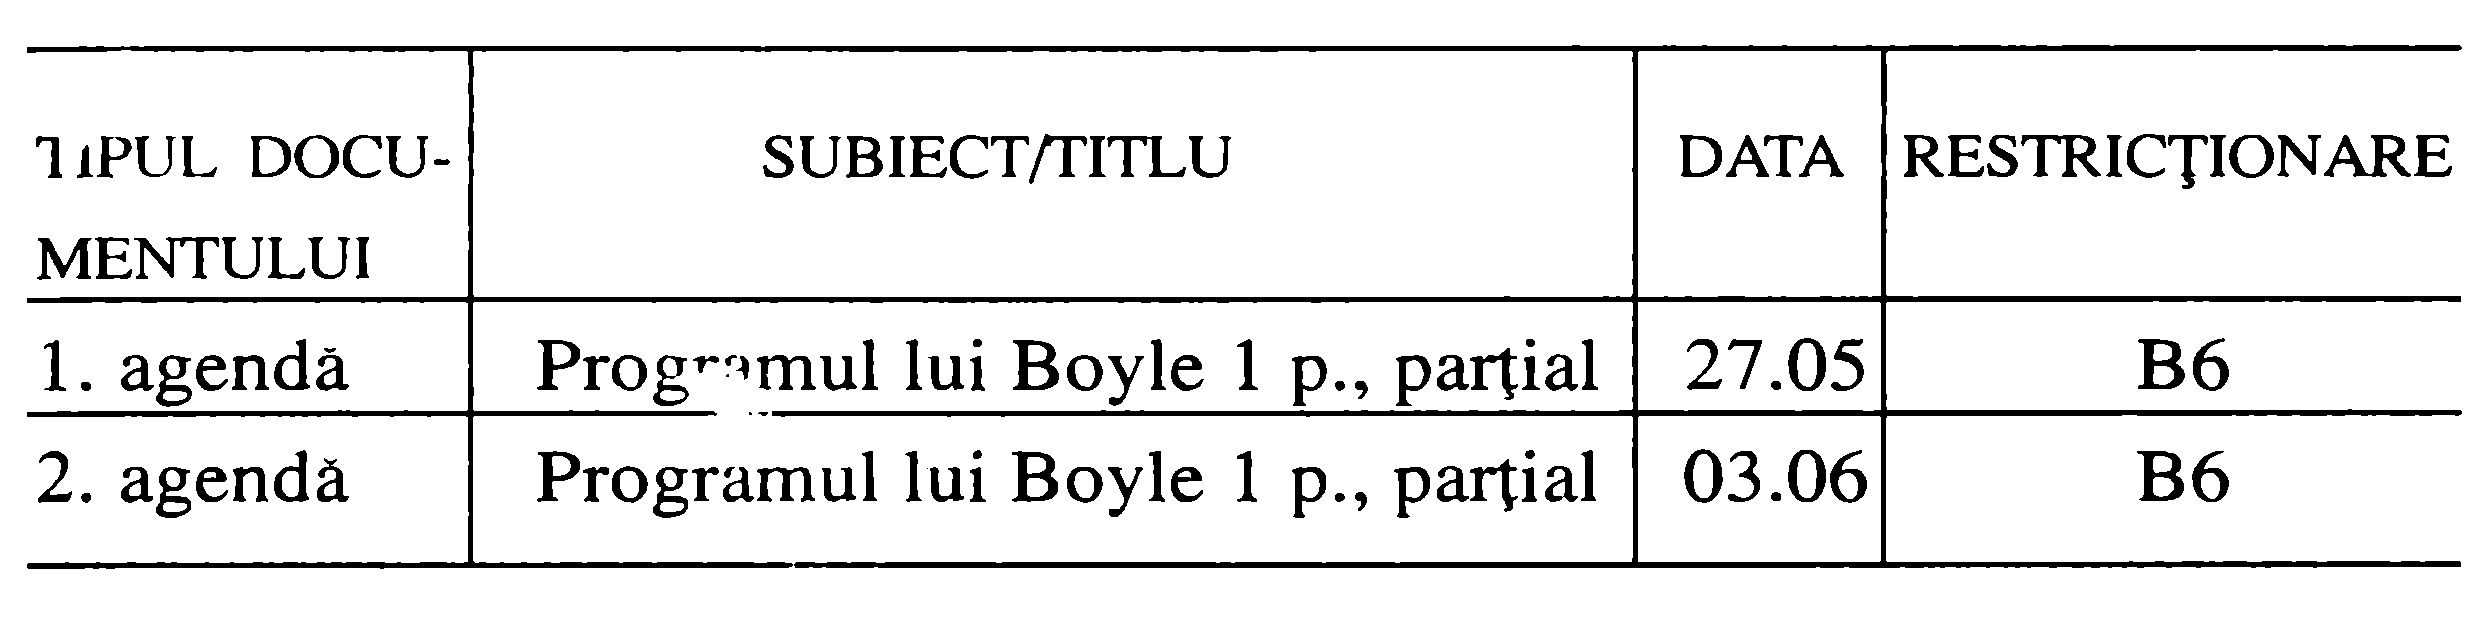 TIPUL DOCU- SUBIECT/TITLU DATA RESTRICŢIONARE
MENTULUI
1. agendă Programul lui Boyle 1 p., parţial 27.05 B6
2. agendă Programul lui Boyle 1 p., parţial 03.06 B6